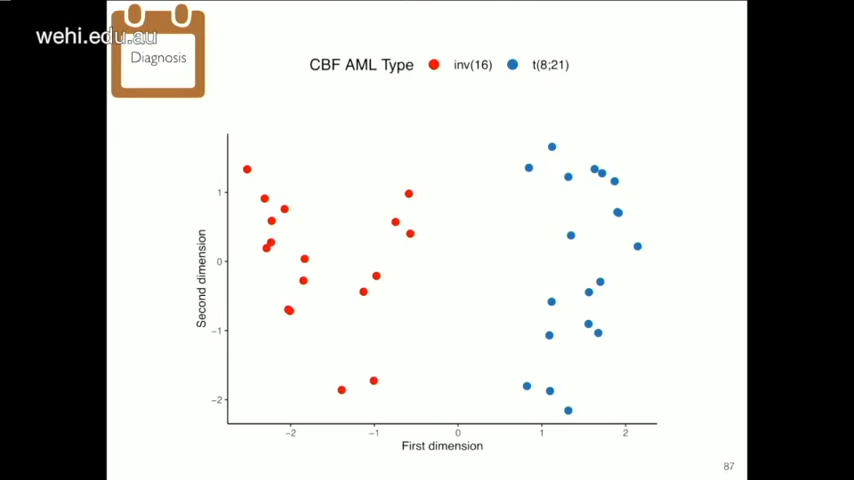 wehi.edu.au
Diagnosis
CBF AML Type inv(16) t(8;21)
1
0
−1
−2
Second dimension
−2 −1 0 1 2
First dimension
87